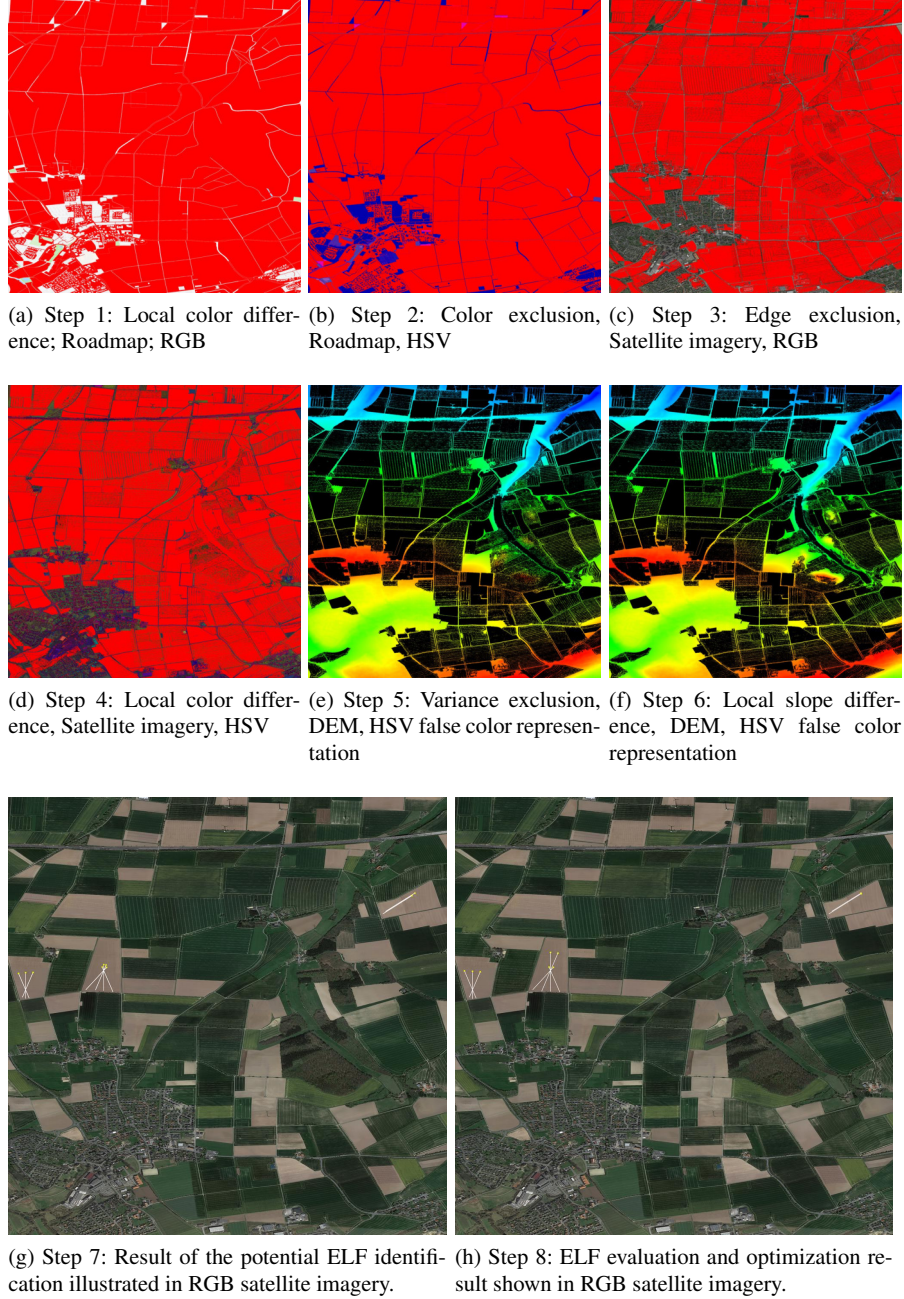 (a) Step 1: Local color differ-
ence; Roadmap; RGB
(b) Step 2: Color exclusion,
Roadmap, HSV
(c) Step 3: Edge exclusion,
Satellite imagery, RGB
(d) Step 4: Local color differ-
ence, Satellite imagery, HSV
(e) Step 5: Variance exclusion,
DEM, HSV false color represen-
tation
(f) Step 6: Local slope differ-
ence, DEM, HSV false color
representation
(g) Step 7: Result of the potential ELF identifi-
cation illustrated in RGB satellite imagery.
(h) Step 8: ELF evaluation and optimization re-
sult shown in RGB satellite imagery.